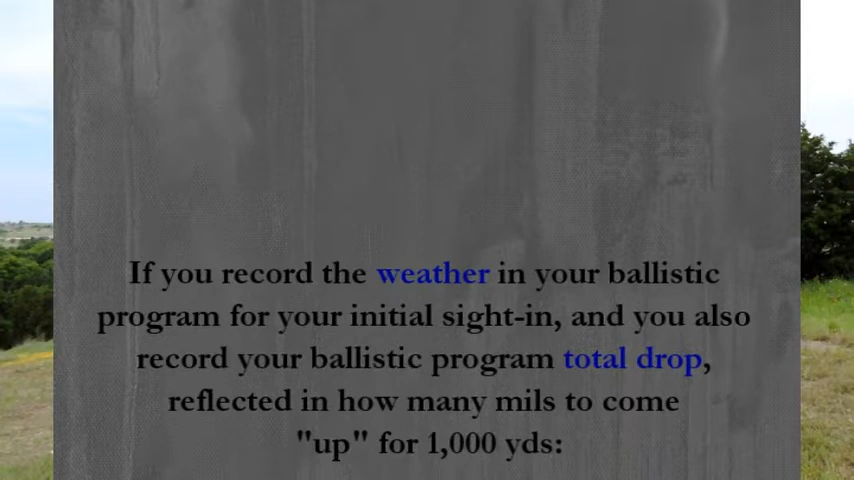 If you record the weather in your ballistic
program for your initial sight-in, and you also
record your ballistic program total drop,
reflected in how many mils to come
"up" for 1,000 yds: